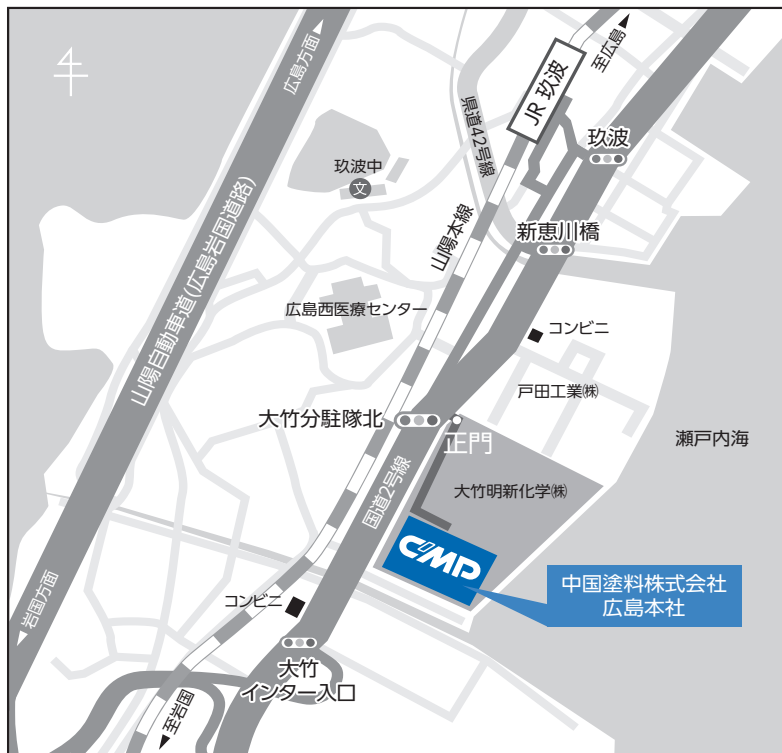 至広島
広島方面
JR 玖波
県道42号線
玖波
玖波中
文
山陽本線
新恵川橋
山陽自動車道(広島岩国道路)
広島西医療センター
コンビニ
戸田工業㈱
大竹分駐隊北
正門
瀬戸内海
国道2号線
大竹明新化学㈱
CMP
中国塗料株式会社
広島本社
岩国方面
コンビニ
大竹
インター入口
至岩国